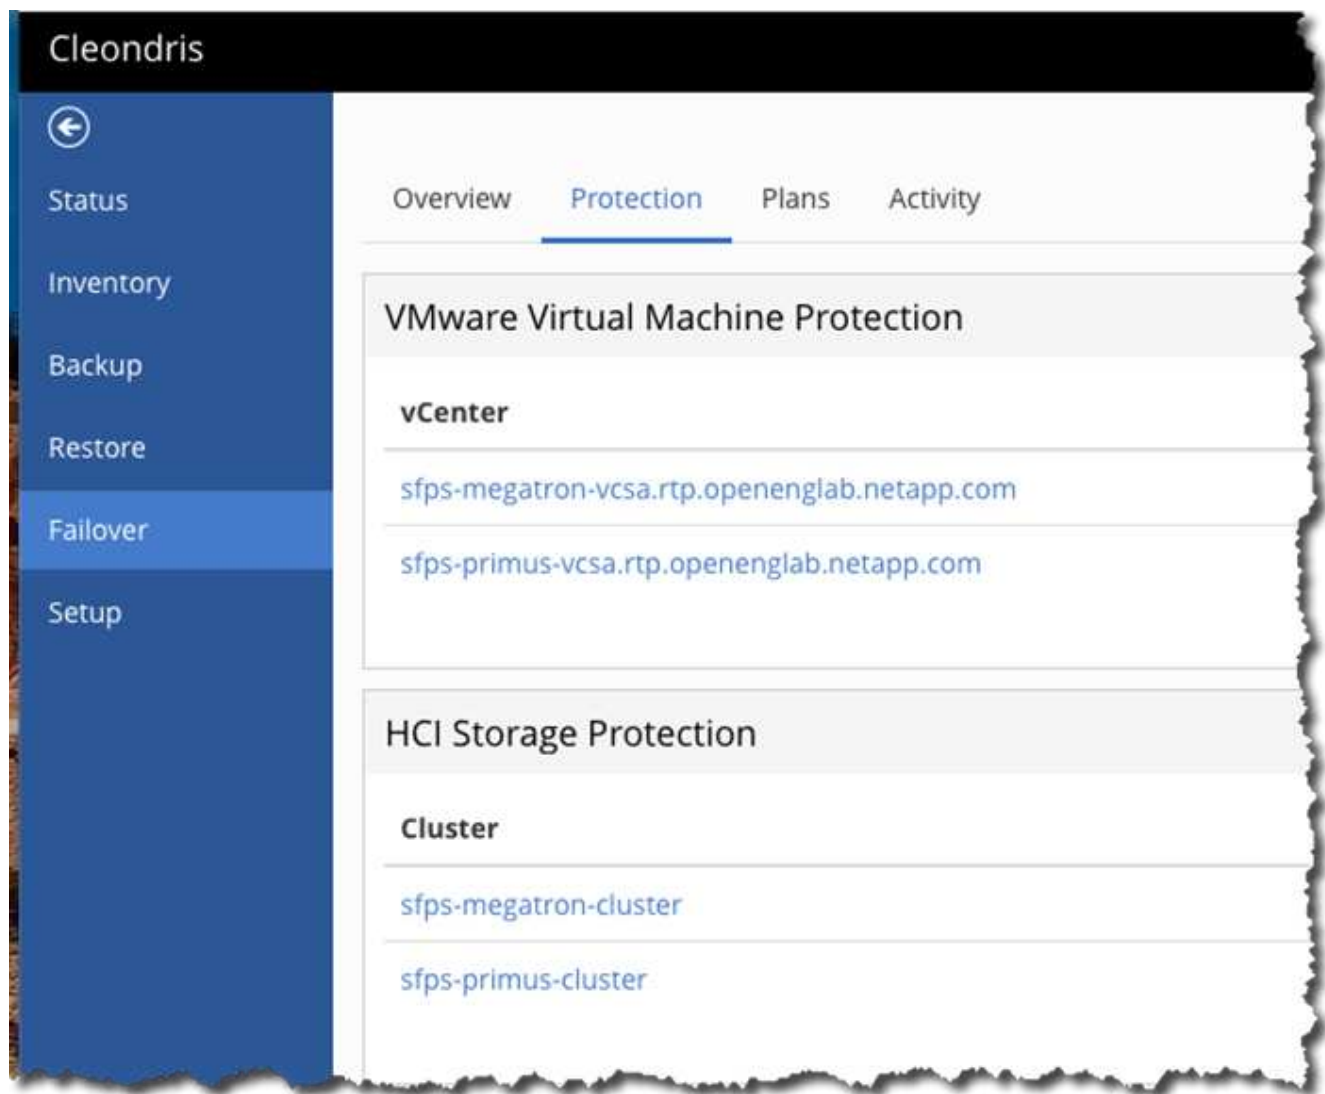 Cleondris
Status
Inventory
Backup
Restore
Failover
Setup
Overview Protection Plans Activity
VMware Virtual Machine Protection
vCenter
sfps-megatron-vcsa.rtp.openenglab.netapp.com
sfps-primus-vcsa.rtp.openenglab.netapp.com
HCI Storage Protection
Cluster
sfps-megatron-cluster
sfps-primus-cluster